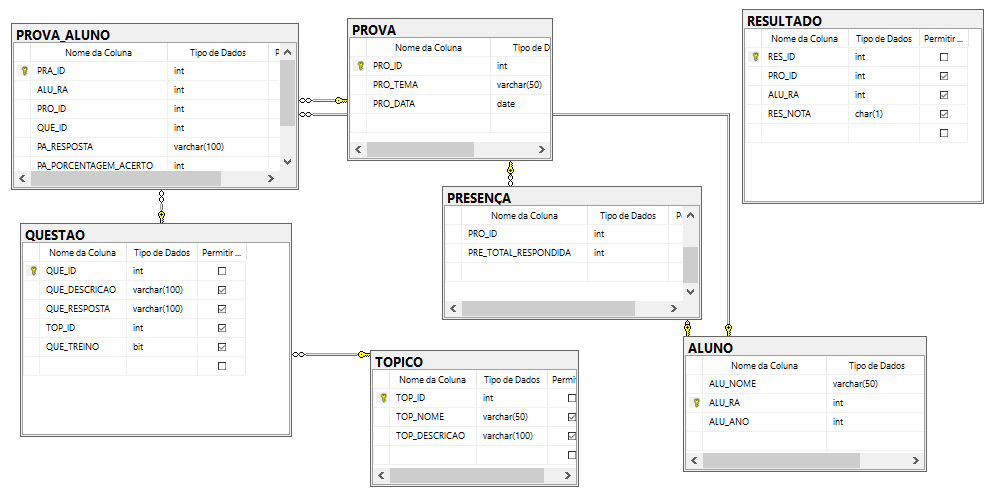 PROVA_ALUNO
Nome da Coluna Tipo de Dados P
PRA_ID int
ALU_RA int
PRO_ID int
QUE_ID int
PA_RESPOSTA varchar(100)
PA_PORCENTAGEM_ACERTO int
PROVA
Nome da Coluna Tipo de D
PRO_ID int
PRO_TEMA varchar(50)
PRO_DATA date
RESULTADO
Nome da Coluna Tipo de Dados Permitir ...
RES_ID int
PRO_ID int
ALU_RA int
RES_NOTA char(1)
PRESENÇA
Nome da Coluna Tipo de Dados P
PRO_ID int
PRE_TOTAL_RESPONDIDA int
QUESTAO
Nome da Coluna Tipo de Dados Permitir ...
QUE_ID int
QUE_DESCRICAO varchar(100)
QUE_RESPOSTA varchar(100)
TOP_ID int
QUE_TREINO bit
TOPICO
Nome da Coluna Tipo de Dados Permi
TOP_ID int
TOP_NOME varchar(50)
TOP_DESCRICAO varchar(100)
ALUNO
Nome da Coluna Tipo de Dados
ALU_NOME varchar(50)
ALU_RA int
ALU_ANO int